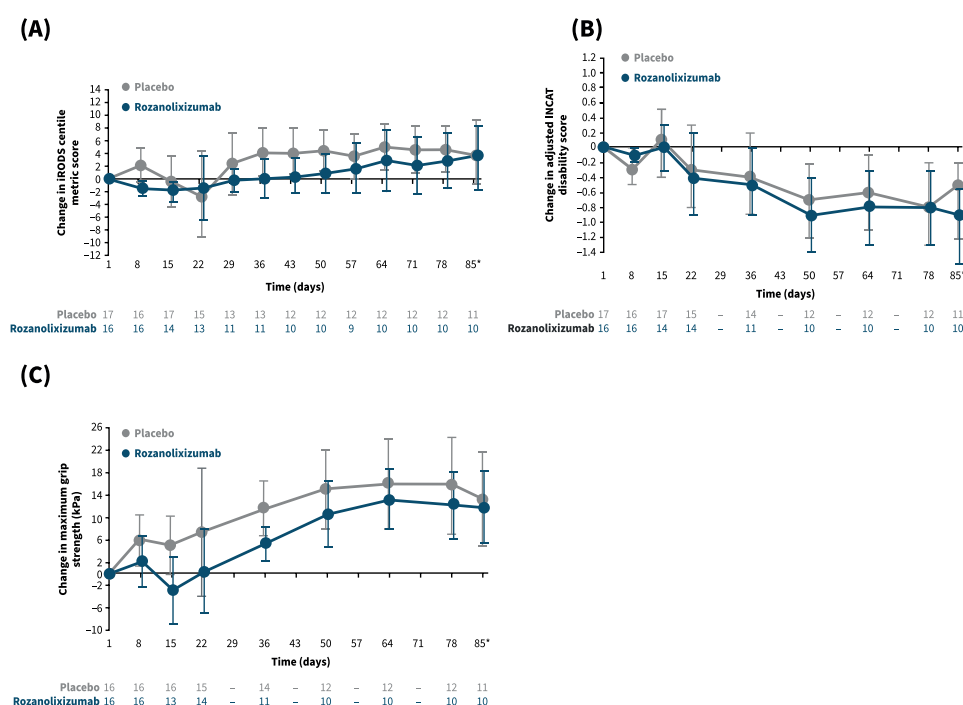 (A)
Placebo
Rozanolixizumab
Change in iRODS centile
metric score
14
12
10
8
6
4
2
0
−2
−4
−6
−8
−10
−12
1 8 15 22 29 36 43 50 57 64 71 78 85*
Time (days)
Placebo 17 16 17 15 13 13 12 12 12 12 12 12 11
Rozanolixizumab 16 16 14 13 11 11 10 10 9 10 10 10 10
(B)
Placebo
Rozanolixizumab
Change in adjusted INCAT
disability score
1.2
1.0
0.8
0.6
0.4
0.2
0
−0.2
−0.4
−0.6
−0.8
−1.0
−1.2
−1.4
1 8 15 22 29 36 43 50 57 64 71 78 85*
Time (days)
Placebo 17 16 17 15 – 14 – 12 – 12 – 12 11
Rozanolixizumab 16 16 14 14 – 11 – 10 – 10 – 10 10
(C)
Placebo
Rozanolixizumab
Change in maximum grip
strength (kPa)
26
22
18
14
10
6
2
0
−2
−6
−10
1 8 15 22 29 36 43 50 57 64 71 78 85*
Time (days)
Placebo 16 16 16 15 – 14 – 12 – 12 – 12 11
Rozanolixizumab 16 16 13 14 – 11 – 10 – 10 – 10 10